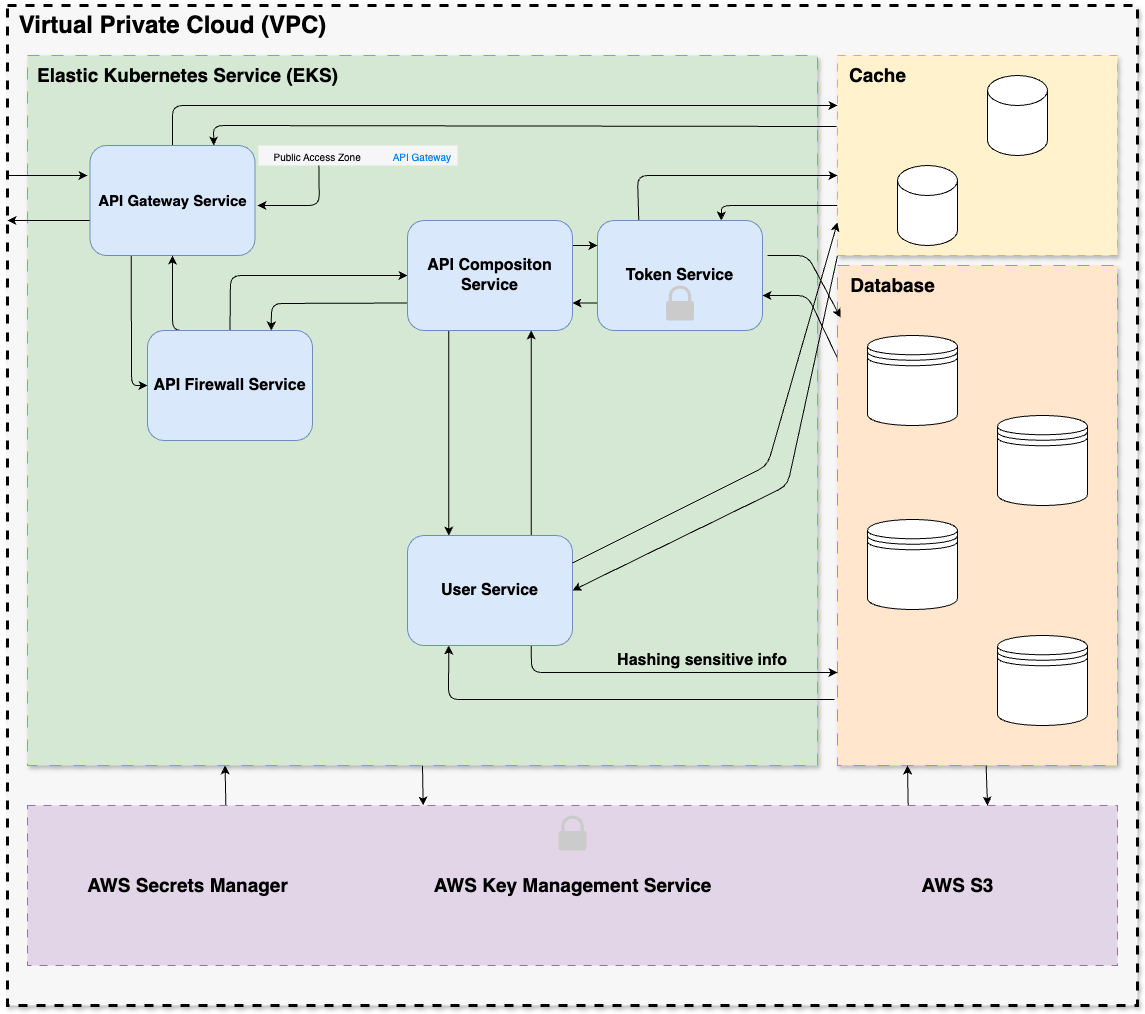 Virtual Private Cloud (VPC)
Elastic Kubernetes Service (EKS)
Cache
Public Access Zone API Gateway
API Gateway Service
API Compositon
Service
Token Service
Database
API Firewall Service
User Service
Hashing sensitive info
AWS Secrets Manager
AWS Key Management Service
AWS S3